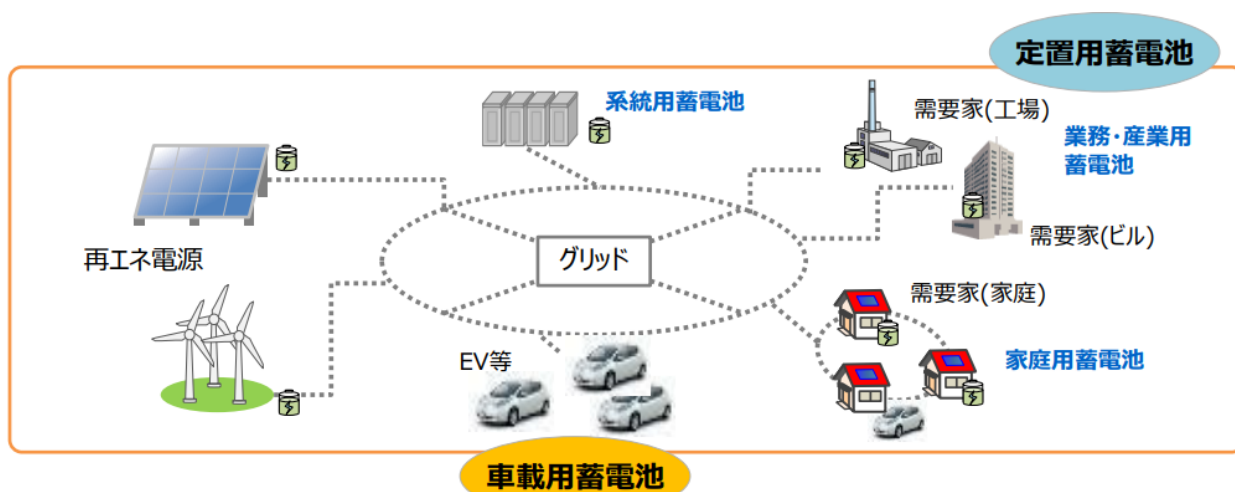 定置用蓄電池
系統用蓄電池
需要家(工場)
業務・産業用
蓄電池
需要家(ビル)
再エネ電源
グリッド
需要家(家庭)
EV等
家庭用蓄電池
車載用蓄電池